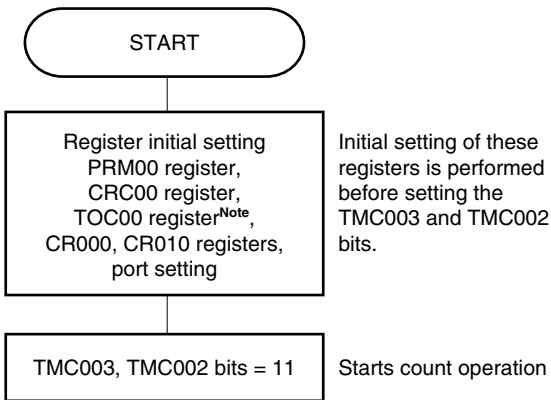 START
Register initial setting
PRM00 register,
CRC00 register,
TOC00 registerNote,
CR000, CR010 registers,
port setting
Initial setting of these
registers is performed
before setting the
TMC003 and TMC002
bits.
TMC003, TMC002 bits = 11
Starts count operation